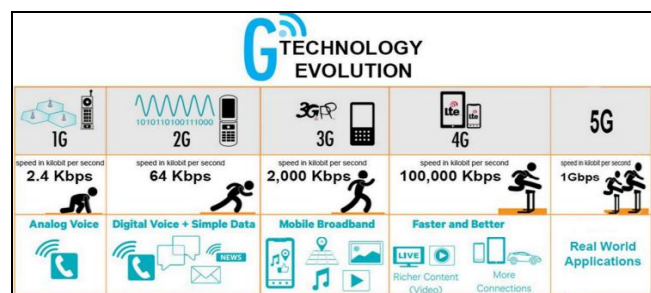 G TECHNOLOGY
EVOLUTION
1G
10101101001111000
2G
3GPP
3G
lte
lte
4G
5G
speed in kilobit per second
2.4 Kbps
speed in kilobit per second
64 Kbps
speed in kilobit per second
2,000 Kbps
speed in kilobit per second
100,000 Kbps
speed in kilobit per second
1Gbps
Analog Voice
Digital Voice + Simple Data
NEWS
Mobile Broadband
Faster and Better
LIVE
Richer Content
(Video)
More
Connections
Real World
Applications